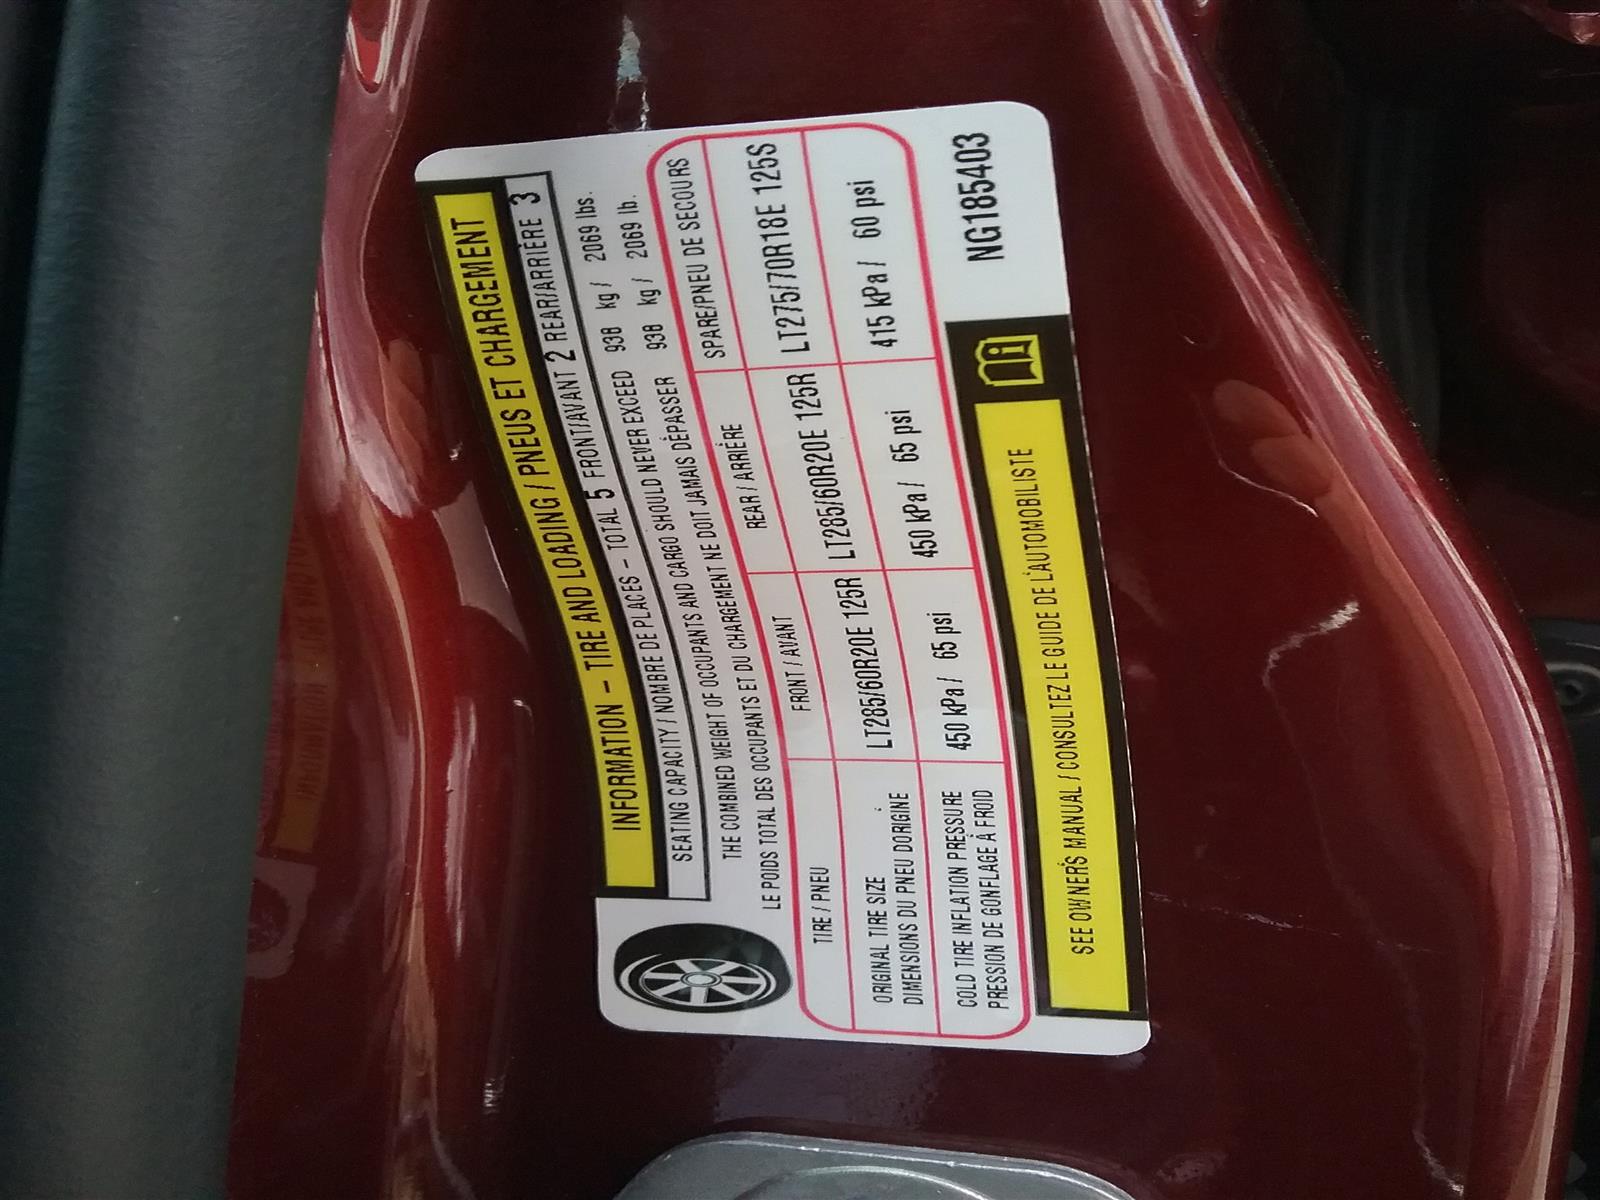 INFORMATION – TIRE AND LOADING / PNEUS ET CHARGEMENT
SEATING CAPACITY / NOMBRE DE PLACES – TOTAL 5 FRONT/AVANT 2 REAR/ARRIÈRE 3
THE COMBINED WEIGHT OF OCCUPANTS AND CARGO SHOULD NEVER EXCEED 938 kg / 2069 lbs.
LE POIDS TOTAL DES OCCUPANTS ET DU CHARGEMENT NE DOIT JAMAIS DÉPASSER 938 kg / 2069 lb.
TIRE / PNEU FRONT / AVANT REAR / ARRIÈRE SPARE/PNEU DE SECOURS
ORIGINAL TIRE SIZE
DIMENSIONS DU PNEU D'ORIGINE
LT285/60R20E 125R LT285/60R20E 125R LT275/70R18E 125S
COLD TIRE INFLATION PRESSURE
PRESSION DE GONFLAGE À FROID
450 kPa / 65 psi 450 kPa / 65 psi 415 kPa / 60 psi
SEE OWNER'S MANUAL / CONSULTEZ LE GUIDE DE L'AUTOMOBILISTE
NG185403